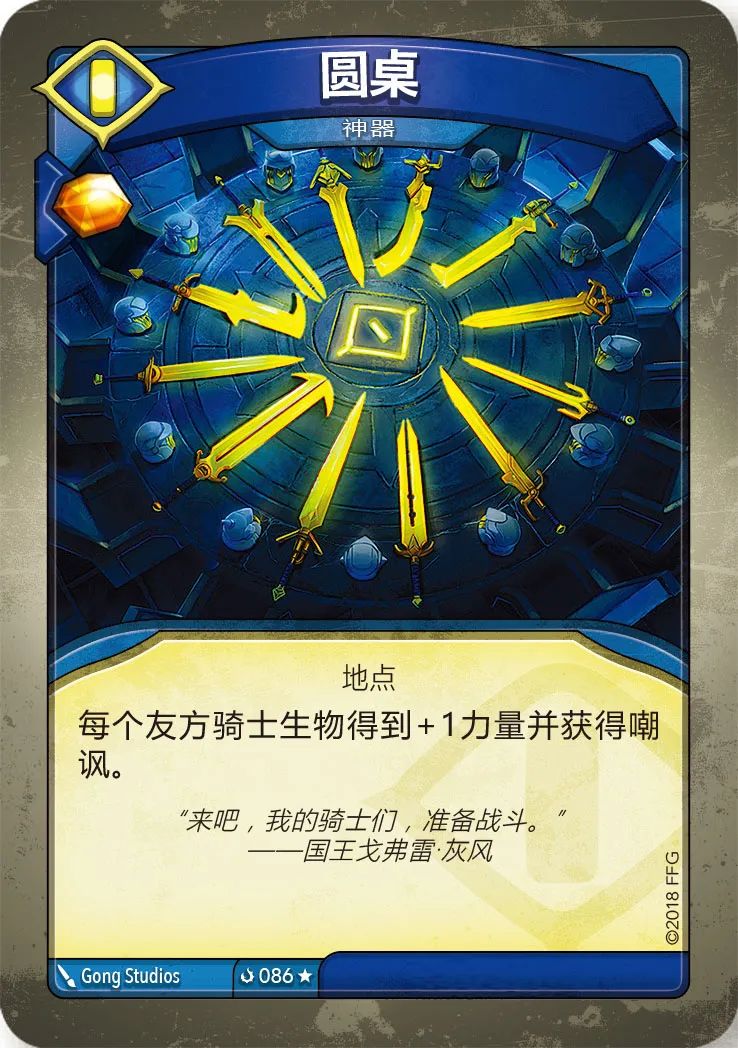 圆桌
神器
地点
每个友方骑士生物得到+1力量并获得嘲
讽。
“来吧，我的骑士们，准备战斗。”
——国王戈弗雷·灰风
©2018 FFG
Gong Studios
086★